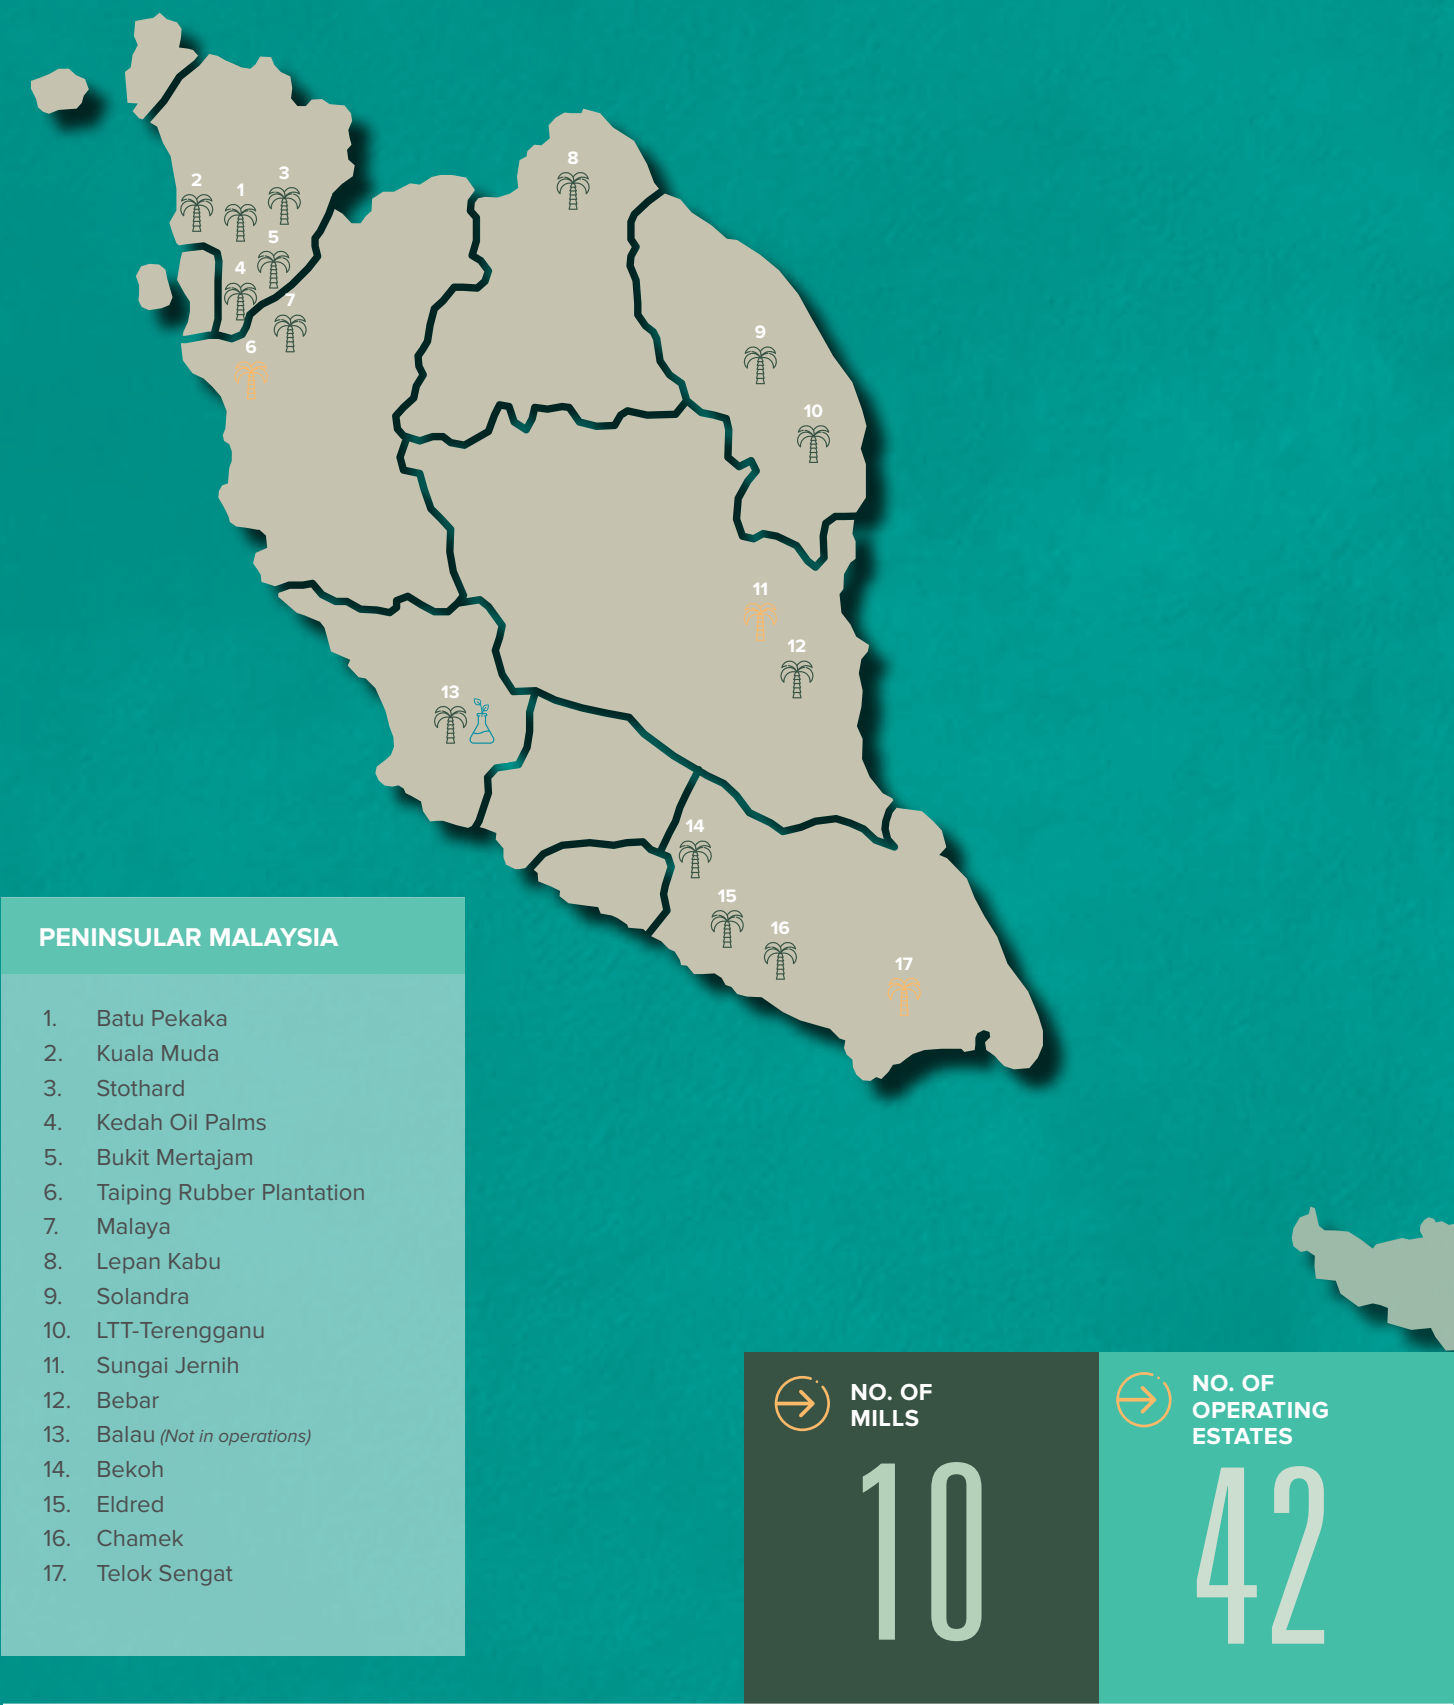 2
1
3
8
5
4
7
6
9
10
11
12
13
14
15
16
17
PENINSULAR MALAYSIA
1. Batu Pekaka
2. Kuala Muda
3. Stothard
4. Kedah Oil Palms
5. Bukit Mertajam
6. Taiping Rubber Plantation
7. Malaya
8. Lepan Kabu
9. Solandra
10. LTT-Terengganu
11. Sungai Jernih
12. Bebar
13. Balau (Not in operations)
14. Bekoh
15. Eldred
16. Chamek
17. Telok Sengat
NO. OF
MILLS
10
NO. OF
OPERATING
ESTATES
42